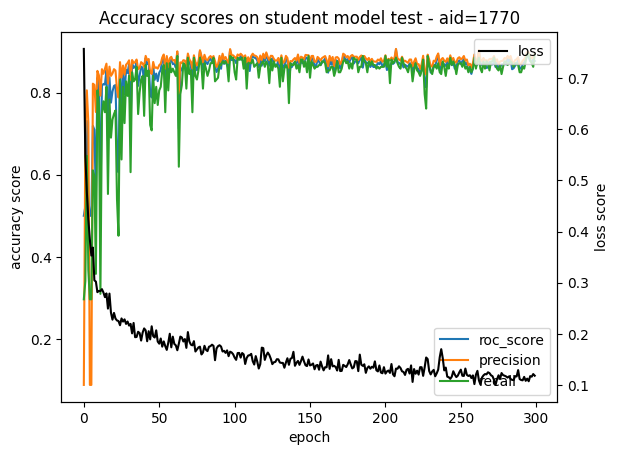 Accuracy scores on student model test - aid=1770
loss
0.8
0.6
0.4
0.2
accuracy score
0.7
0.6
0.5
0.4
0.3
0.2
0.1
loss score
roc_score
precision
recall
0 50 100 150 200 250 300
epoch